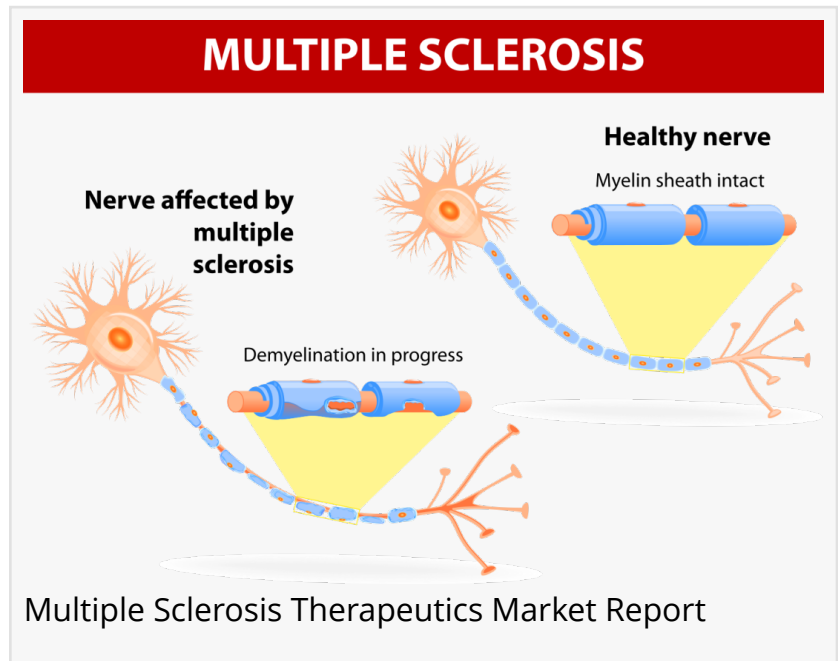 MULTIPLE SCLEROSIS
Healthy nerve
Myelin sheath intact
Nerve affected by
multiple
sclerosis
Demyelination in progress
Multiple Sclerosis Therapeutics Market Report